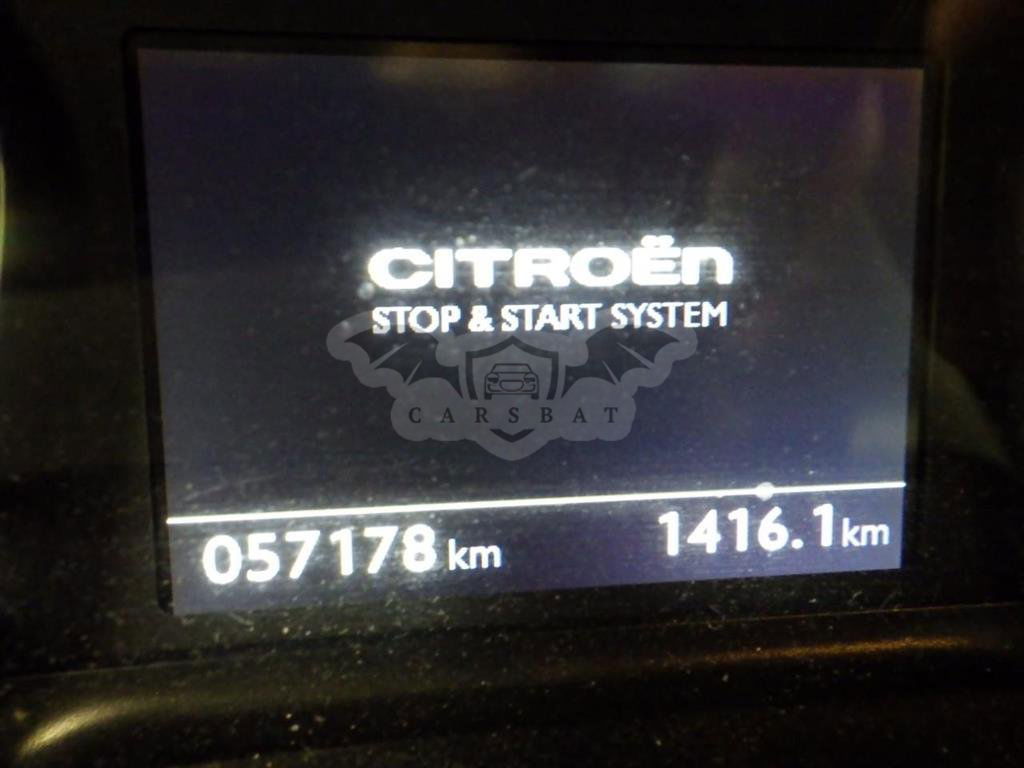 CITROËN
STOP & START SYSTEM
CARSBAT
057178 km
1416.1 km